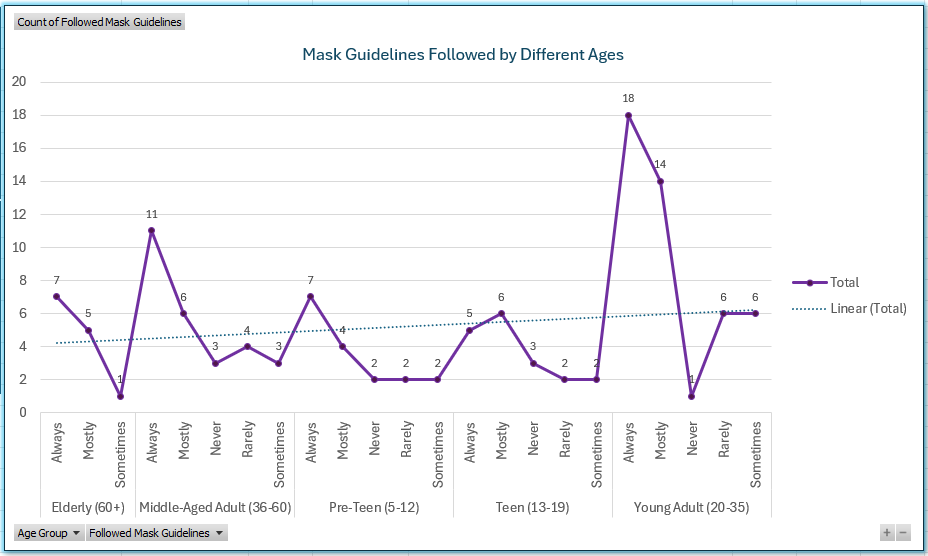 Count of Followed Mask Guidelines
Mask Guidelines Followed by Different Ages
20
18
16
14
12
10
8
6
4
2
0
7
5
1
11
6
3
4
3
7
4
2
2
2
5
6
3
2
2
18
14
1
6
6
Total
Linear (Total)
Always
Mostly
Sometimes
Always
Mostly
Never
Rarely
Sometimes
Always
Mostly
Never
Rarely
Sometimes
Always
Mostly
Never
Rarely
Sometimes
Always
Mostly
Never
Rarely
Sometimes
Elderly (60+)
Middle-Aged Adult (36-60)
Pre-Teen (5-12)
Teen (13-19)
Young Adult (20-35)
Age Group
Followed Mask Guidelines
+
−